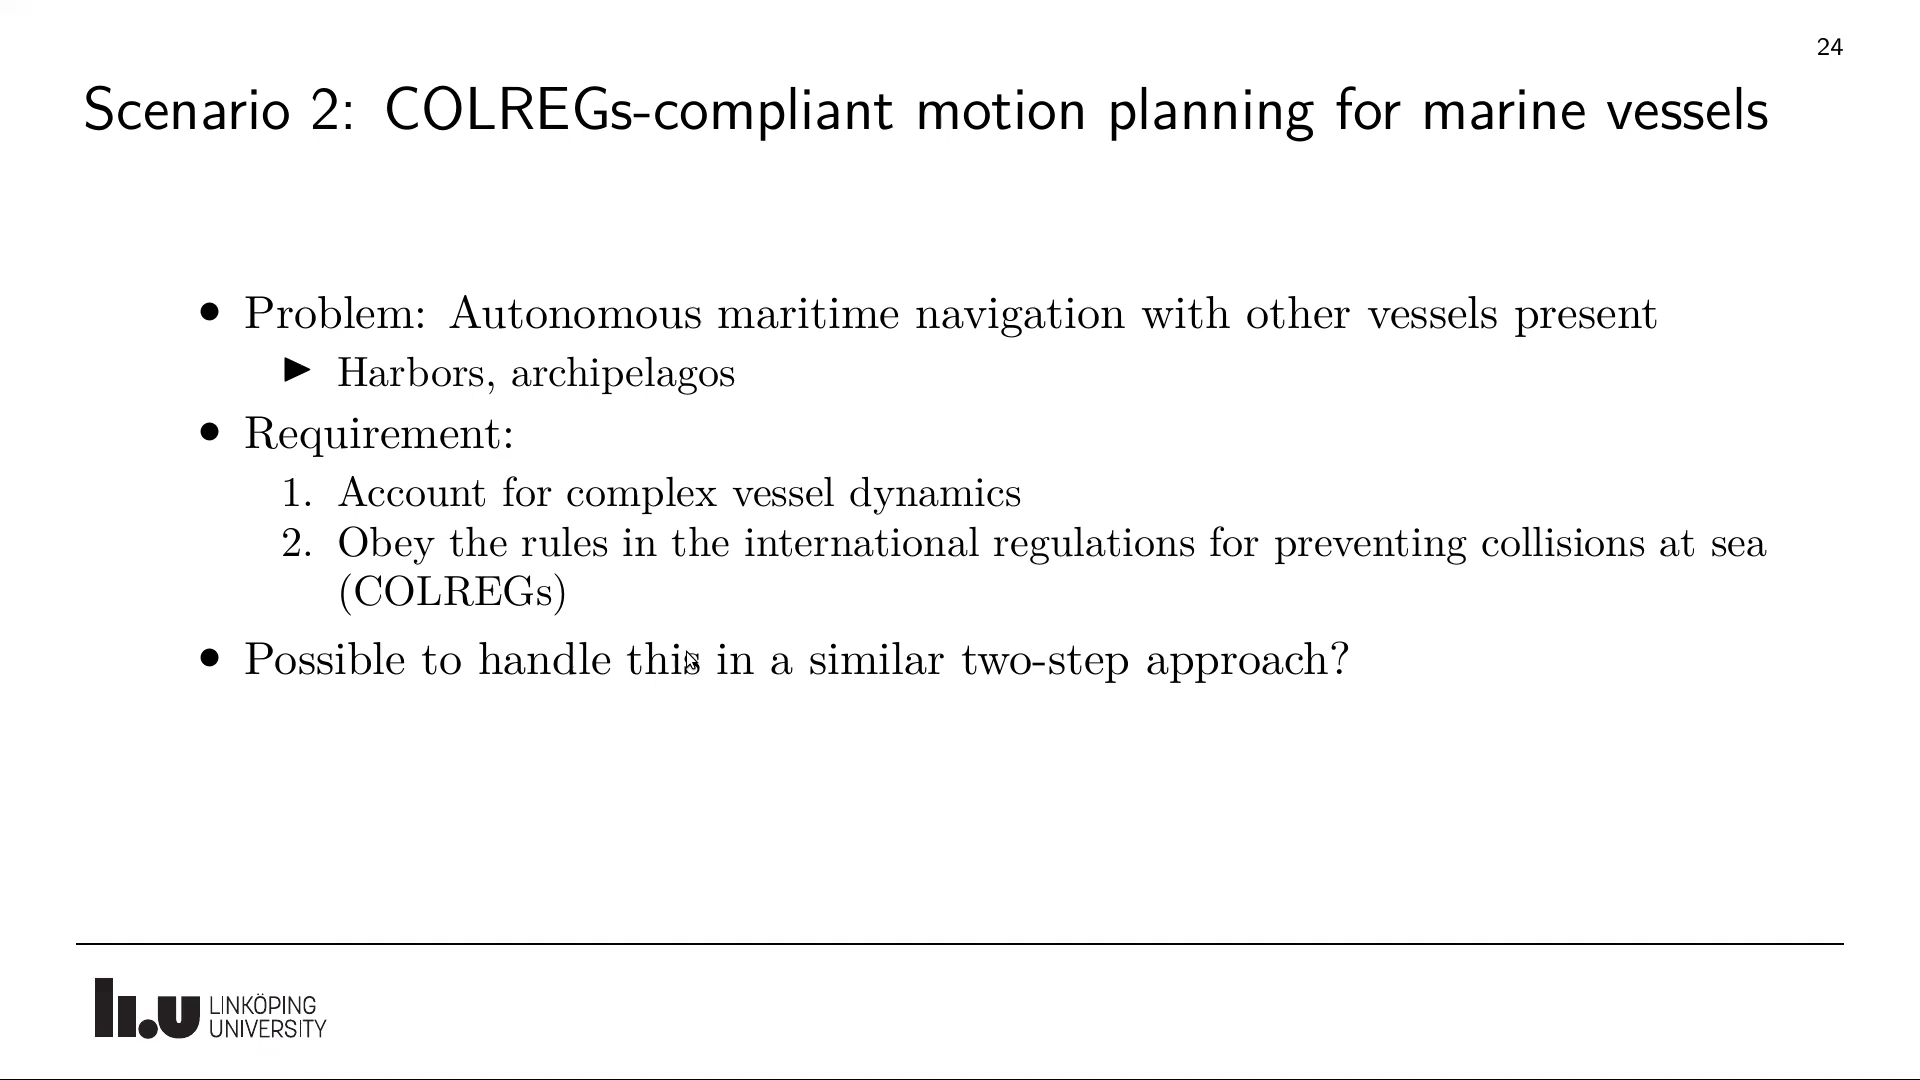 24
Scenario 2: COLREGs-compliant motion planning for marine vessels
• Problem: Autonomous maritime navigation with other vessels present
▶ Harbors, archipelagos
• Requirement:
1. Account for complex vessel dynamics
2. Obey the rules in the international regulations for preventing collisions at sea
(COLREGs)
• Possible to handle this in a similar two-step approach?
li.u LINKÖPING
UNIVERSITY